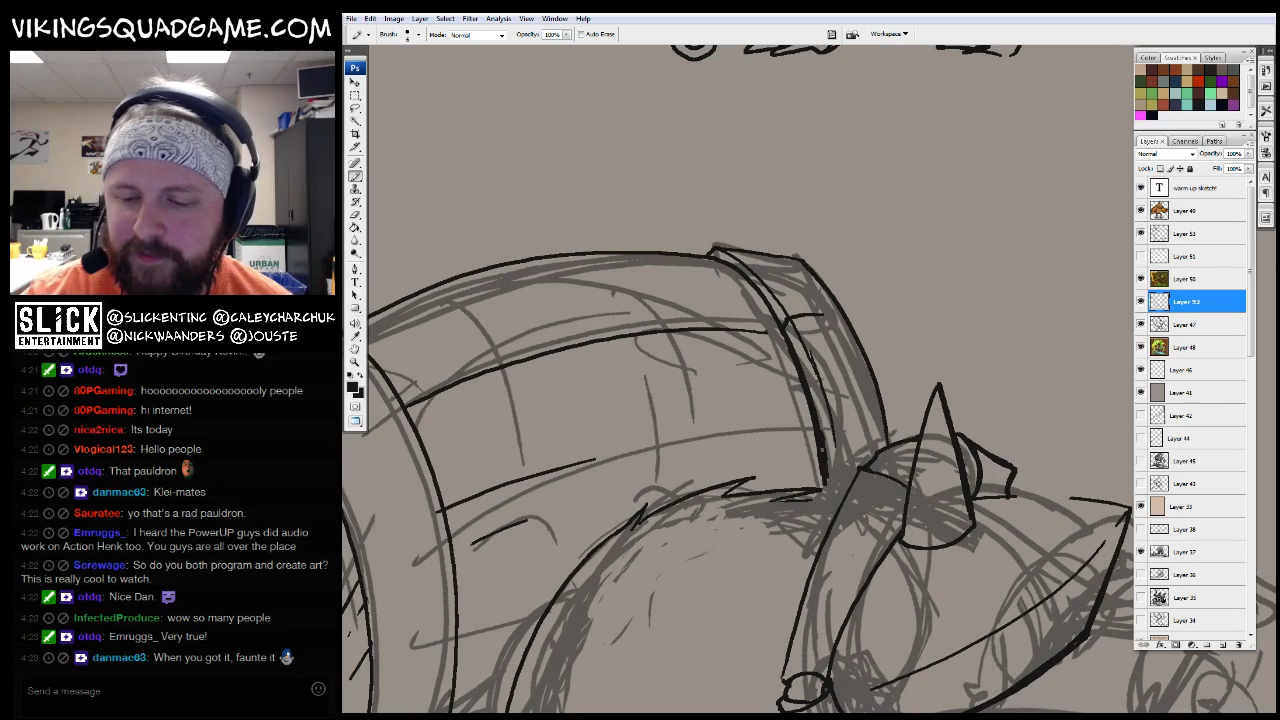 VIKINGSQUADGAME.COM
URBAN
SLICK
ENTERTAINMENT
@SLICKENTINC @CALEYCHARCHUK
@NICKWAANDERS @JOUSTE
4:21 otdq:
4:21 80PGaming: hooooooooooooooooooly people
4:21 80PGaming: hi internet!
4:22 nica2nica: Its today
4:22 Vlogical123: Hello people
4:22 otdq: That pauldron
4:22 danmac63: Klei-mates
4:22 Sauratee: yo that's a rad pauldron.
4:22 Emruggs_: I heard the PowerUP guys did audio
work on Action Henk too. You guys are all over the place
4:22 Screwage: So do you both program and create art?
This is really cool to watch.
4:22 otdq: Nice Dan.
4:23 InfectedProduce: wow so many people
4:23 otdq: Emruggs_ Very true!
4:23 danmac63: When you got it, faunte it
Send a message
File Edit Image Layer Select Filter Analysis View Window Help
Brush: Mode: Normal Opacity: 100% Auto Erase Workspace
Ps
Color Swatches Styles
Layers Channels Paths
Normal Opacity: 100%
Lock: Fill: 100%
T warm up sketch!
Layer 49
Layer 53
Layer 51
Layer 50
Layer 52
Layer 47
Layer 48
Layer 46
Layer 41
Layer 42
Layer 44
Layer 45
Layer 43
Layer 33
Layer 38
Layer 37
Layer 36
Layer 35
Layer 34